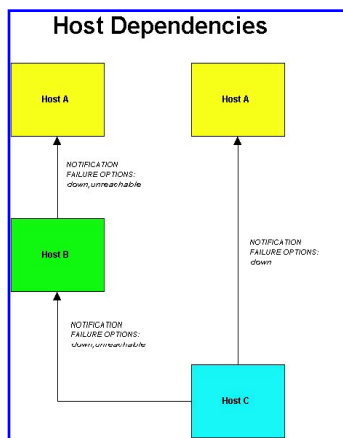 Host Dependencies
Host A
Host A
NOTIFICATION
FAILURE OPTIONS:
down,unreachable
Host B
NOTIFICATION
FAILURE OPTIONS:
down
NOTIFICATION
FAILURE OPTIONS:
down,unreachable
Host C